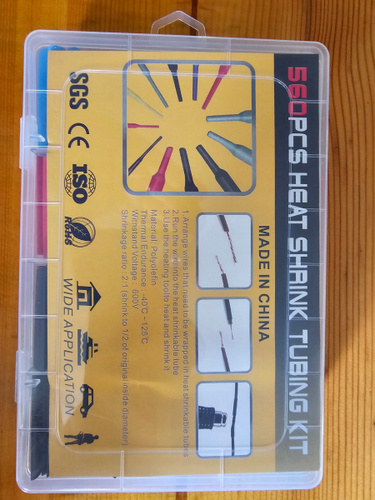 560PCS HEAT SHRINK TUBING KIT
MADE IN CHINA
1.Arrange wires that used to be wrapped in heat shrinkable tubes
2.Run the wire into the heat shrinkable tube
3.Use the heating tool to heat and shrink it
Material: Polyolefin
Thermal Endurance : -40℃~125℃
Witnstand Voltage : 600V
Shrinkage ratio : 2:1 (shrink to 1/2 of original inside diameter)
SGS CE ISO
RoHS
WIDE APPLICATION